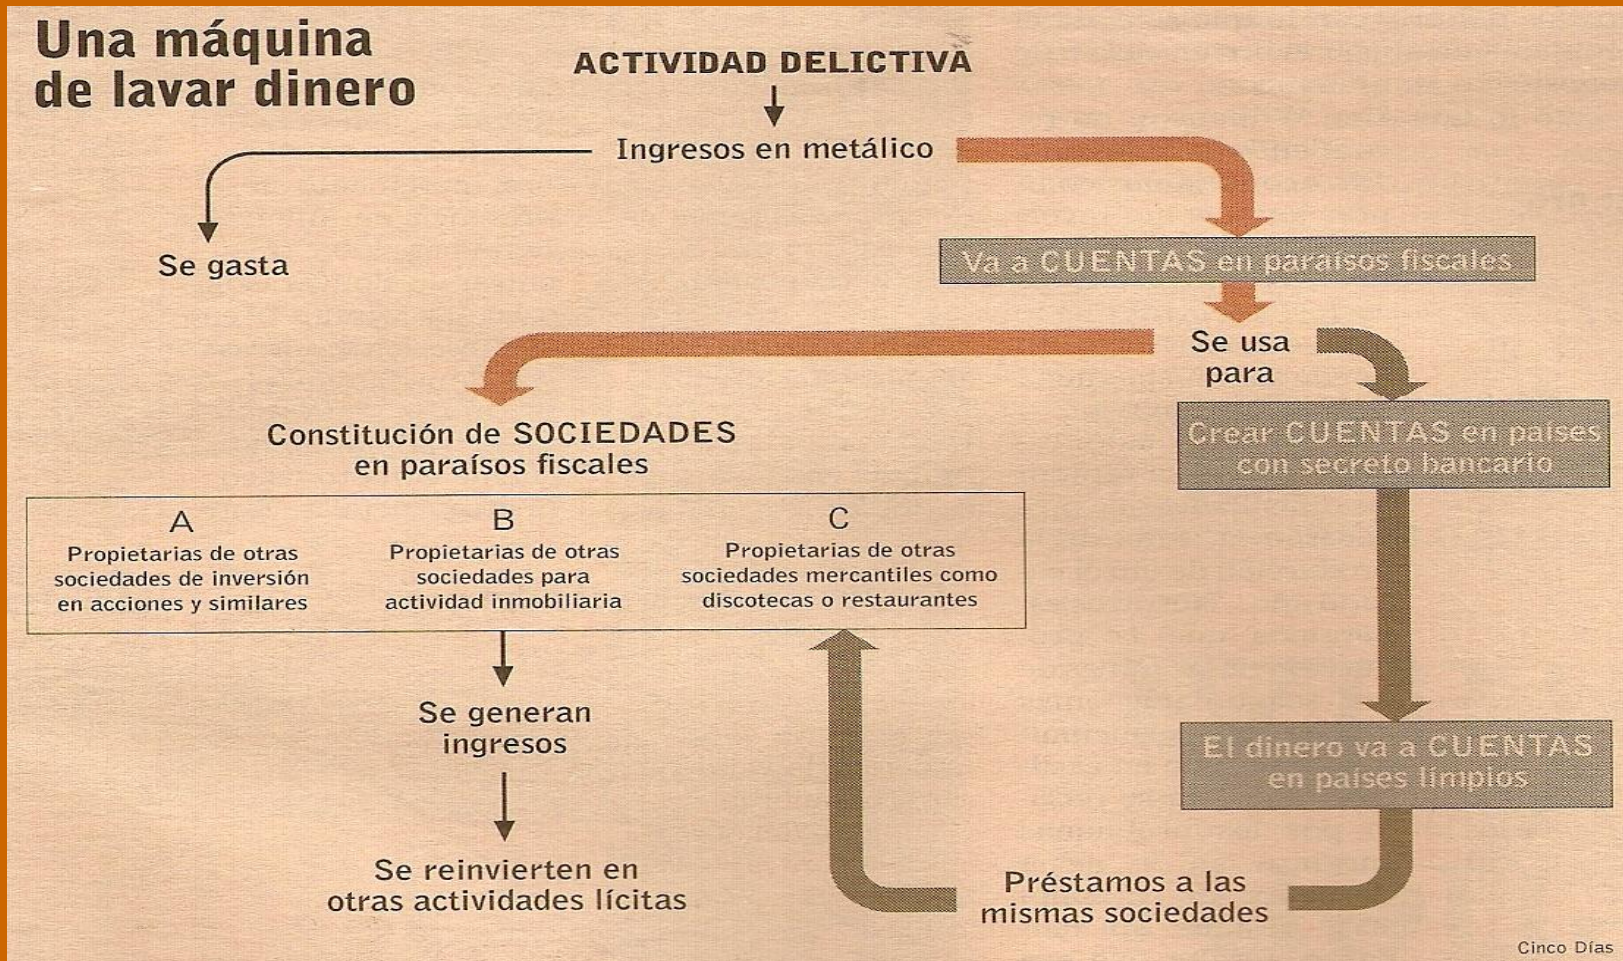 Una máquina
de lavar dinero
ACTIVIDAD DELICTIVA
Ingresos en metálico
Se gasta
Va a CUENTAS en paraísos fiscales
Se usa
para
Constitución de SOCIEDADES
en paraísos fiscales
Crear CUENTAS en países
con secreto bancario
A
Propietarias de otras
sociedades de inversión
en acciones y similares
B
Propietarias de otras
sociedades para
actividad inmobiliaria
C
Propietarias de otras
sociedades mercantiles como
discotecas o restaurantes
Se generan
ingresos
El dinero va a CUENTAS
en países límpios
Se reinvierten en
otras actividades lícitas
Préstamos a las
mismas sociedades
Cinco Días